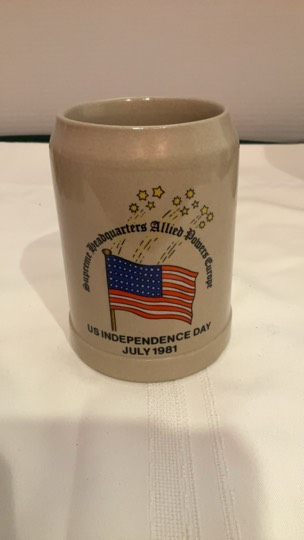 Supreme Headquarters Allied Powers Europe
US INDEPENDENCE DAY
JULY 1981